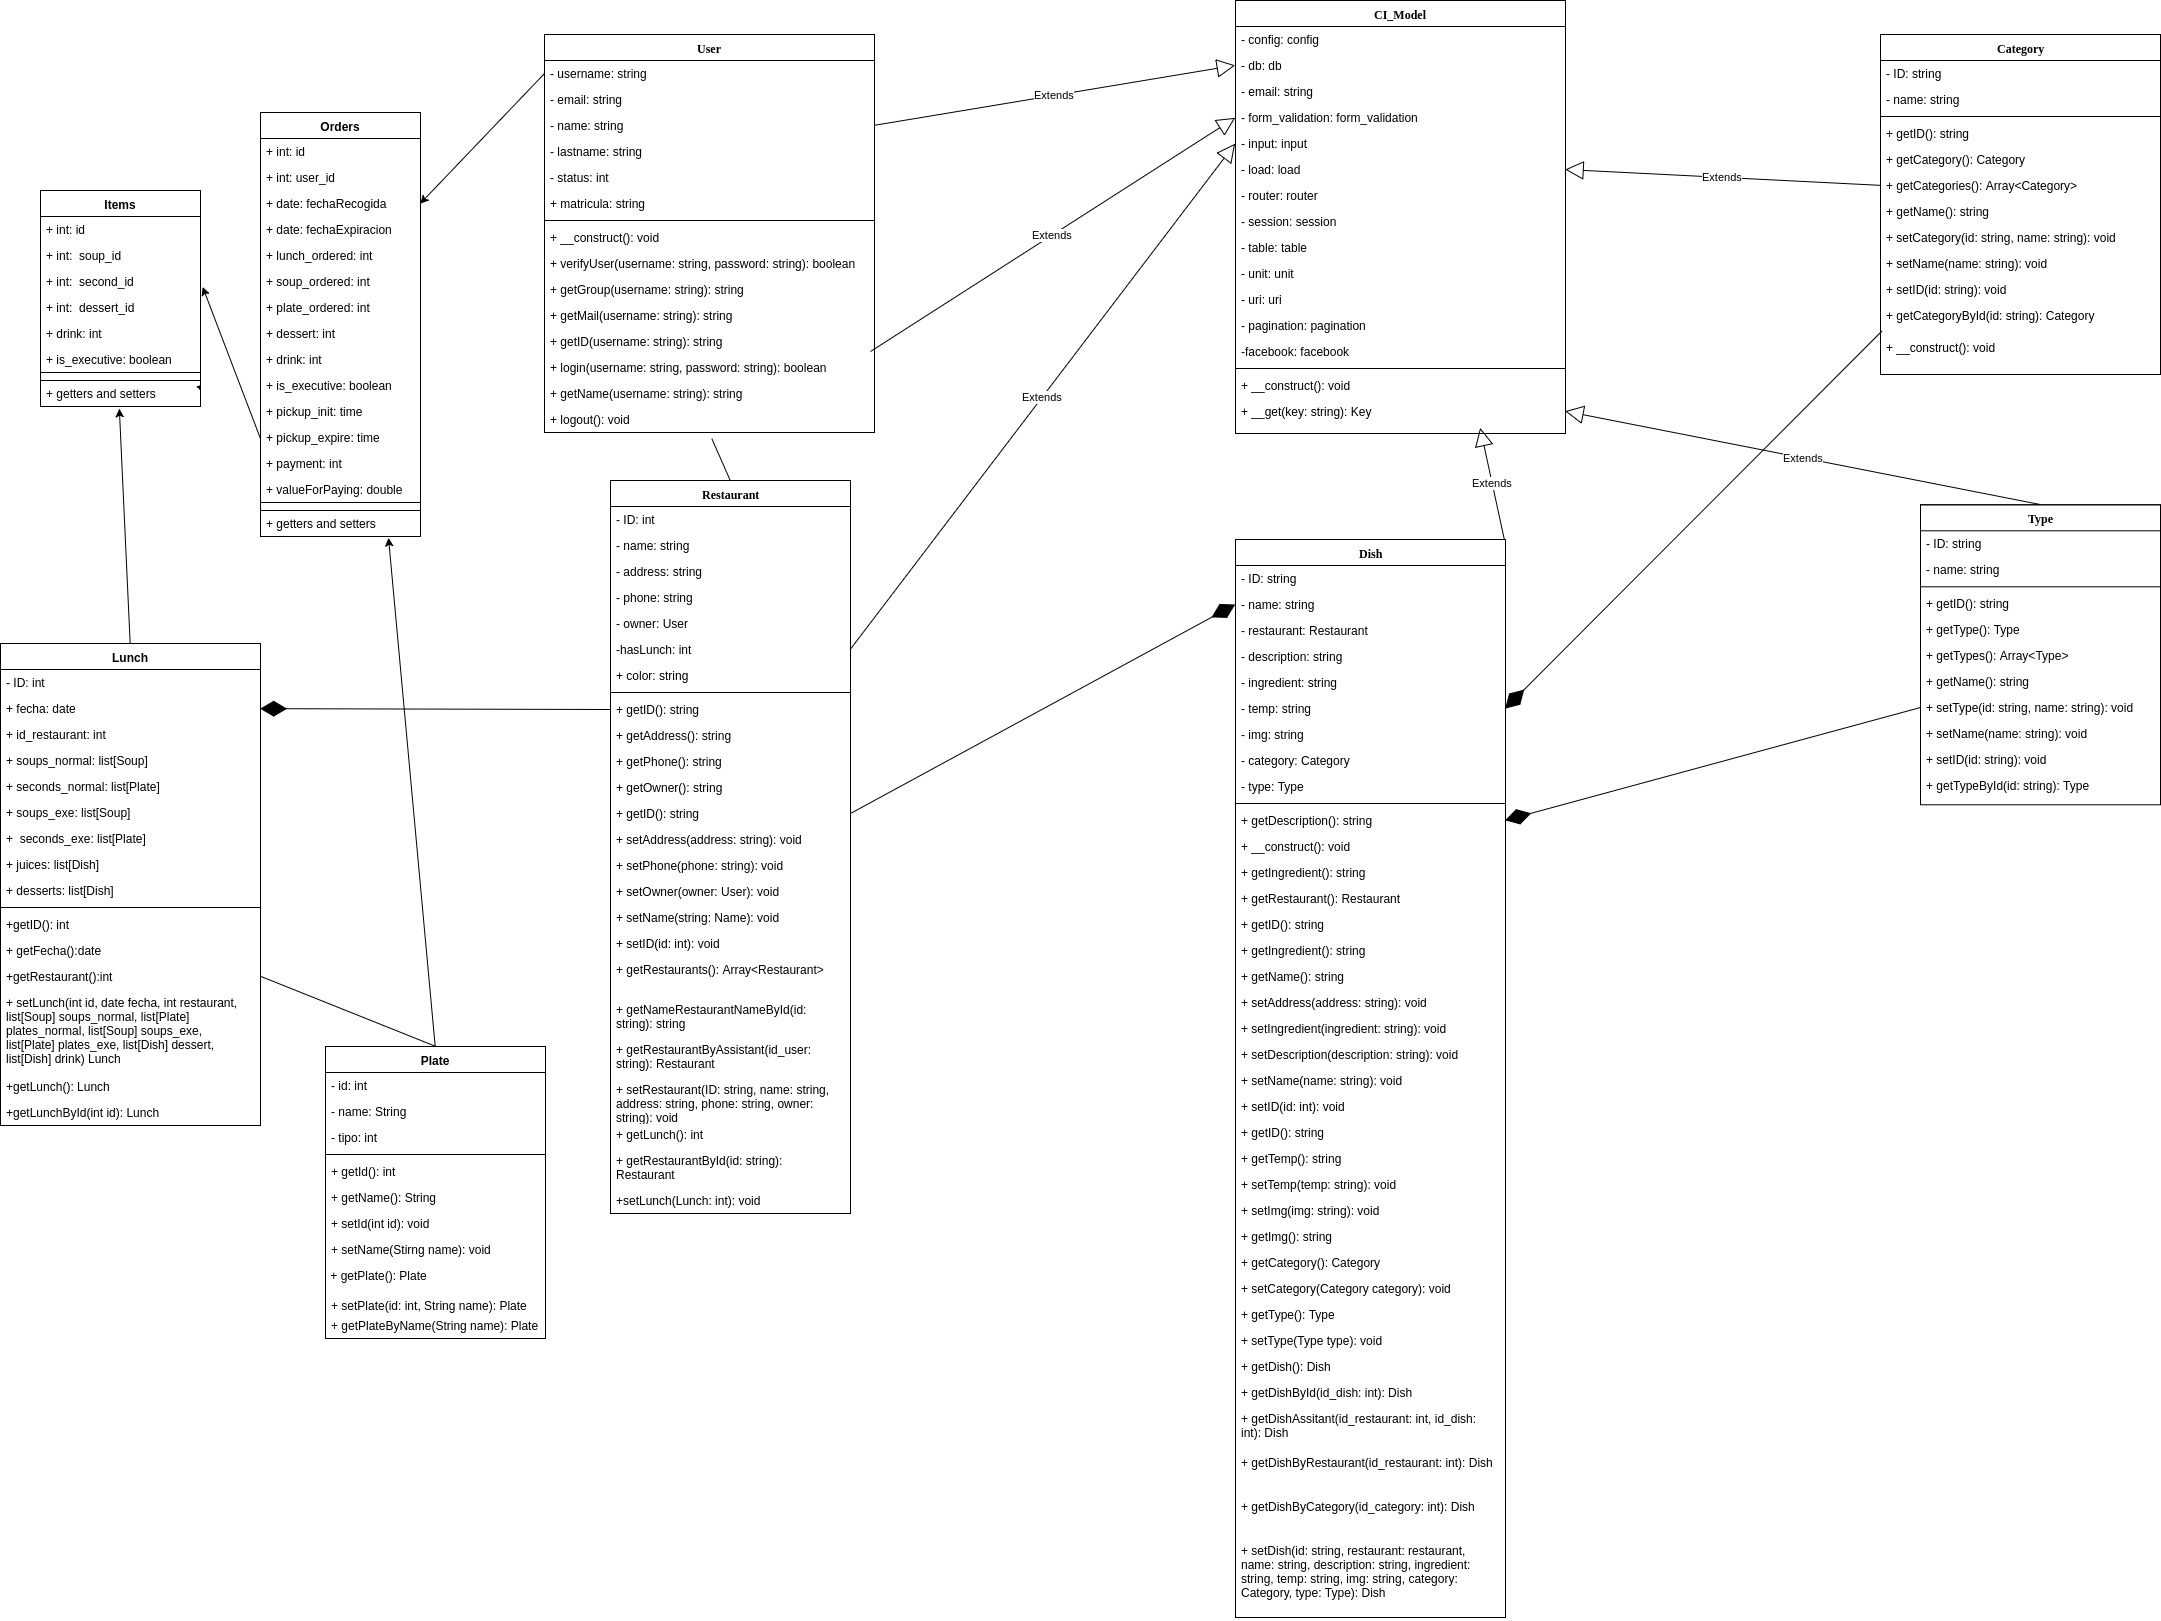 Items
+ int: id
+ int:  soup_id
+ int:  second_id
+ int:  dessert_id
+ drink: int
+ is_executive: boolean
+ getters and setters
Orders
+ int: id
+ int: user_id
+ date: fechaRecogida
+ date: fechaExpiracion
+ lunch_ordered: int
+ soup_ordered: int
+ plate_ordered: int
+ dessert: int
+ drink: int
+ is_executive: boolean
+ pickup_init: time
+ pickup_expire: time
+ payment: int
+ valueForPaying: double
+ getters and setters
User
- username: string
- email: string
- name: string
- lastname: string
- status: int
+ matricula: string
+ __construct(): void
+ verifyUser(username: string, password: string): boolean
+ getGroup(username: string): string
+ getMail(username: string): string
+ getID(username: string): string
+ login(username: string, password: string): boolean
+ getName(username: string): string
+ logout(): void
Extends
Extends
Extends
CI_Model
- config: config
- db: db
- email: string
- form_validation: form_validation
- input: input
- load: load
- router: router
- session: session
- table: table
- unit: unit
- uri: uri
- pagination: pagination
-facebook: facebook
+ __construct(): void
+ __get(key: string): Key
Extends
Extends
Extends
Category
- ID: string
- name: string
+ getID(): string
+ getCategory(): Category
+ getCategories(): Array<Category>
+ getName(): string
+ setCategory(id: string, name: string): void
+ setName(name: string): void
+ setID(id: string): void
+ getCategoryById(id: string): Category
+ __construct(): void
Type
- ID: string
- name: string
+ getID(): string
+ getType(): Type
+ getTypes(): Array<Type>
+ getName(): string
+ setType(id: string, name: string): void
+ setName(name: string): void
+ setID(id: string): void
+ getTypeById(id: string): Type
Lunch
- ID: int
+ fecha: date
+ id_restaurant: int
+ soups_normal: list[Soup]
+ seconds_normal: list[Plate]
+ soups_exe: list[Soup]
+  seconds_exe: list[Plate]
+ juices: list[Dish]
+ desserts: list[Dish]
+getID(): int
+ getFecha():date
+getRestaurant():int
+ setLunch(int id, date fecha, int restaurant,
list[Soup] soups_normal, list[Plate]
plates_normal, list[Soup] soups_exe,
list[Plate] plates_exe, list[Dish] dessert,
list[Dish] drink) Lunch
+getLunch(): Lunch
+getLunchById(int id): Lunch
Plate
- id: int
- name: String
- tipo: int
+ getId(): int
+ getName(): String
+ setId(int id): void
+ setName(Stirng name): void
+ getPlate(): Plate
+ setPlate(id: int, String name): Plate
+ getPlateByName(String name): Plate
Restaurant
- ID: int
- name: string
- address: string
- phone: string
- owner: User
-hasLunch: int
+ color: string
+ getID(): string
+ getAddress(): string
+ getPhone(): string
+ getOwner(): string
+ getID(): string
+ setAddress(address: string): void
+ setPhone(phone: string): void
+ setOwner(owner: User): void
+ setName(string: Name): void
+ setID(id: int): void
+ getRestaurants(): Array<Restaurant>
+ getNameRestaurantNameById(id:
string): string
+ getRestaurantByAssistant(id_user:
string): Restaurant
+ setRestaurant(ID: string, name: string,
address: string, phone: string, owner:
string): void
+ getLunch(): int
+ getRestaurantById(id: string):
Restaurant
+setLunch(Lunch: int): void
Dish
- ID: string
- name: string
- restaurant: Restaurant
- description: string
- ingredient: string
- temp: string
- img: string
- category: Category
- type: Type
+ getDescription(): string
+ __construct(): void
+ getIngredient(): string
+ getRestaurant(): Restaurant
+ getID(): string
+ getIngredient(): string
+ getName(): string
+ setAddress(address: string): void
+ setIngredient(ingredient: string): void
+ setDescription(description: string): void
+ setName(name: string): void
+ setID(id: int): void
+ getID(): string
+ getTemp(): string
+ setTemp(temp: string): void
+ setImg(img: string): void
+ getImg(): string
+ getCategory(): Category
+ setCategory(Category category): void
+ getType(): Type
+ setType(Type type): void
+ getDish(): Dish
+ getDishById(id_dish: int): Dish
+ getDishAssitant(id_restaurant: int, id_dish:
int): Dish
+ getDishByRestaurant(id_restaurant: int): Dish
+ getDishByCategory(id_category: int): Dish
+ setDish(id: string, restaurant: restaurant,
name: string, description: string, ingredient:
string, temp: string, img: string, category:
Category, type: Type): Dish